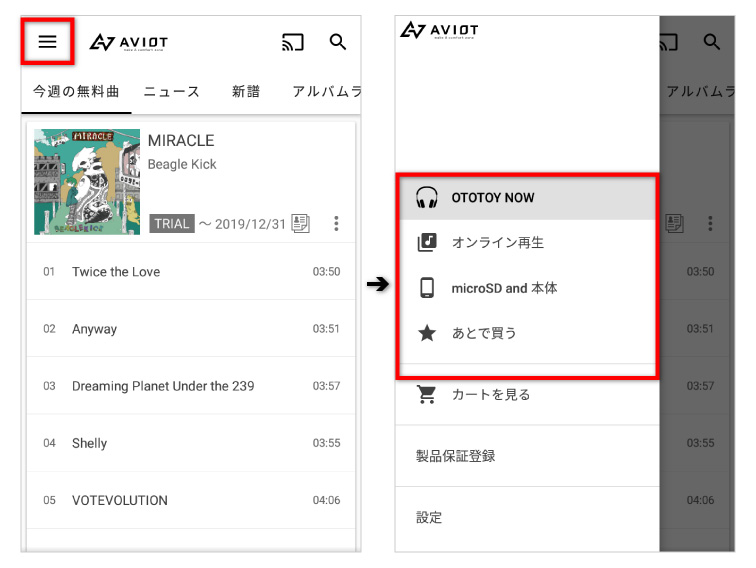 AVIOT
今週の無料曲 ニュース 新譜 アルバムラ
MIRACLE
MIRACLE
Beagle Kick
BEAGLE KICK
TRIAL ～2019/12/31
01 Twice the Love 03:50
02 Anyway 03:51
03 Dreaming Planet Under the 239 03:57
04 Shelly 03:55
05 VOTEVOLUTION 04:06
AVIOT
アルバムラ
OTOTOY NOW
オンライン再生
microSD and 本体
03:50
あとで買う
03:51
カートを見る
03:57
製品保証登録
03:55
設定
04:06